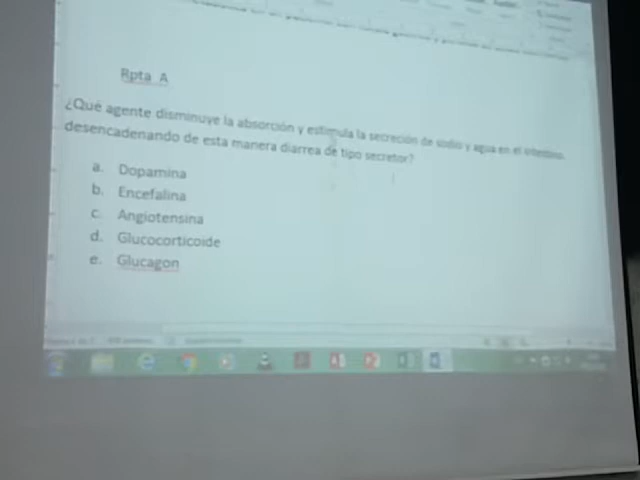 Rpta A
¿Qué agente disminuye la absorción y estimula la secreción de sodio y agua en el intestino,
desencadenando de esta manera diarrea de tipo secretor?
a. Dopamina
b. Encefalina
c. Angiotensina
d. Glucocorticoide
e. Glucagon